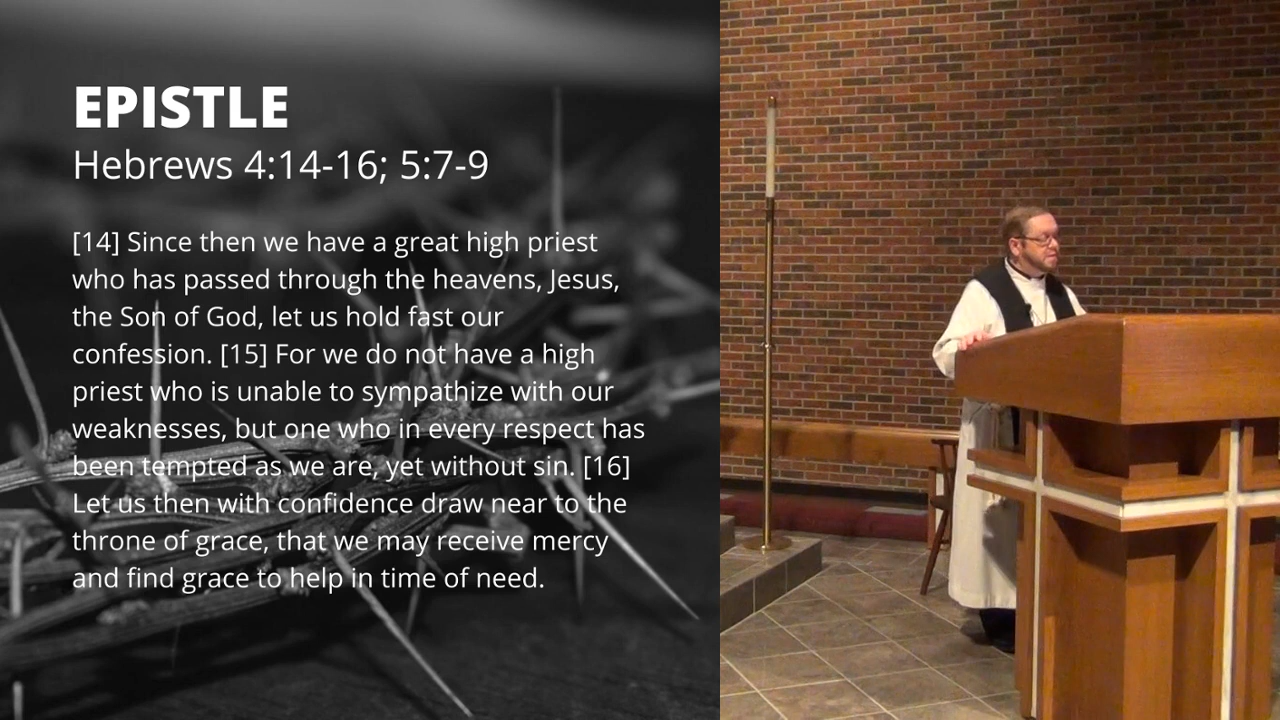 EPISTLE
Hebrews 4:14-16; 5:7-9
[14] Since then we have a great high priest
who has passed through the heavens, Jesus,
the Son of God, let us hold fast our
confession. [15] For we do not have a high
priest who is unable to sympathize with our
weaknesses, but one who in every respect has
been tempted as we are, yet without sin. [16]
Let us then with confidence draw near to the
throne of grace, that we may receive mercy
and find grace to help in time of need.